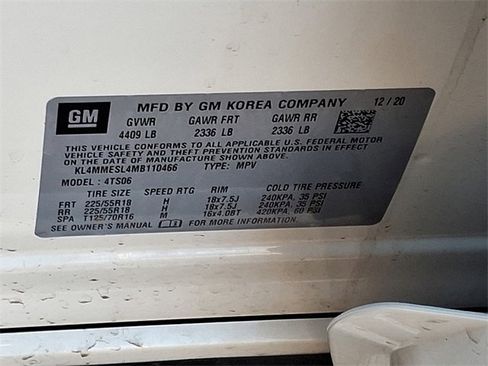 GM MFD BY GM KOREA COMPANY 12/20
GVWR GAWR FRT GAWR RR
4409 LB 2336 LB 2336 LB
THIS VEHICLE CONFORMS TO ALL APPLICABLE U.S. FEDERAL MOTOR
VEHICLE SAFETY, BUMPER, AND THEFT PREVENTION STANDARDS IN
EFFECT ON THE DATE OF MANUFACTURE SHOWN ABOVE.
KL4MMESL4MB110466 TYPE: MPV
MODEL : 4TS06
TIRE SIZE SPEED RTG RIM COLD TIRE PRESSURE
FRT 225/55R18 H 18x7.5J 240KPA, 35 PSI
RR 225/55R18 H 18x7.5J 240KPA, 35 PSI
SPA T125/70R16 M 16x4.0BT 420KPA, 60 PSI
SEE OWNER'S MANUAL FOR MORE INFORMATION.